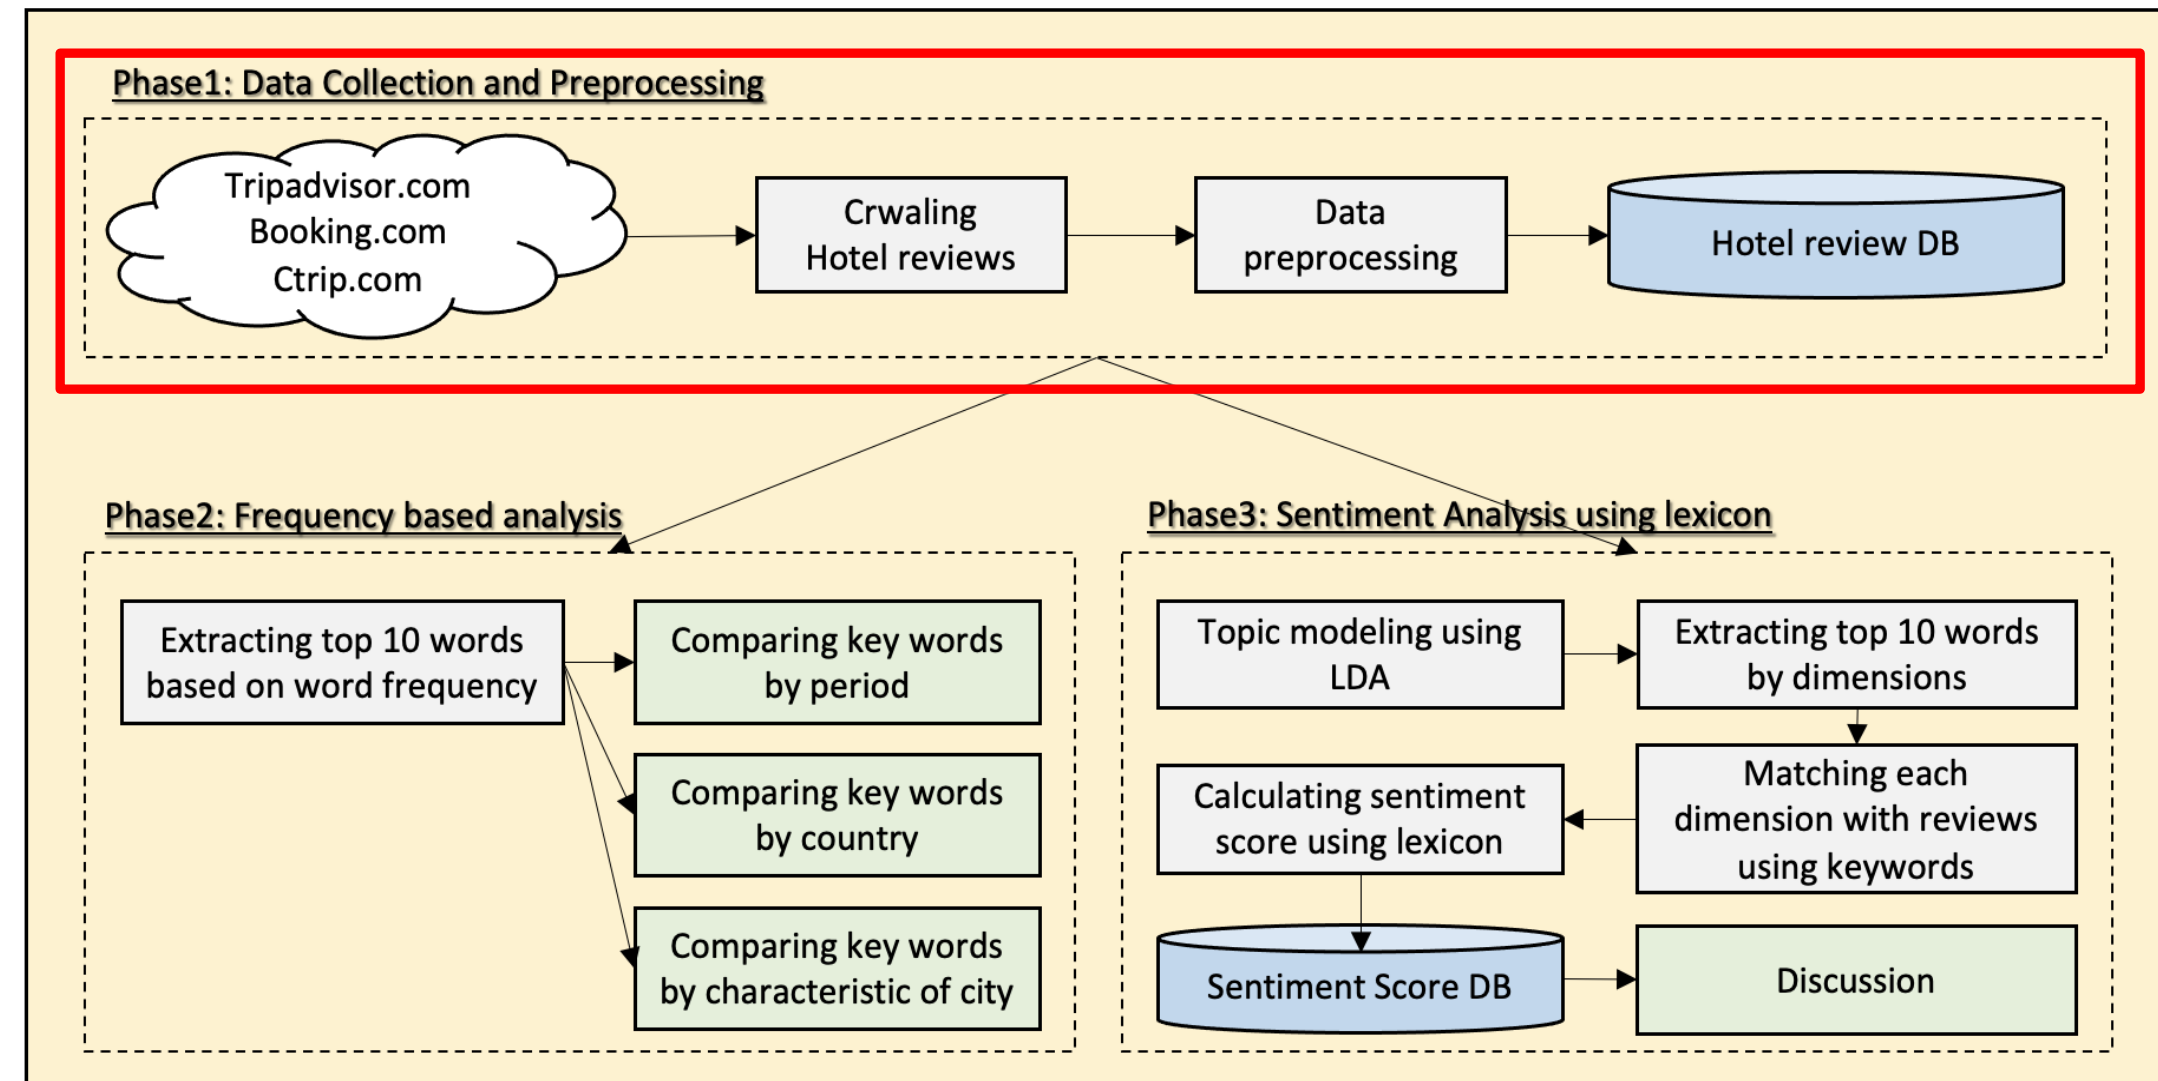 Phase1: Data Collection and Preprocessing
Tripadvisor.com
Booking.com
Ctrip.com
Crwaling
Hotel reviews
Data
preprocessing
Hotel review DB
Phase2: Frequency based analysis
Extracting top 10 words
based on word frequency
Comparing key words
by period
Comparing key words
by country
Comparing key words
by characteristic of city
Phase3: Sentiment Analysis using lexicon
Topic modeling using
LDA
Extracting top 10 words
by dimensions
Matching each
dimension with reviews
using keywords
Calculating sentiment
score using lexicon
Sentiment Score DB
Discussion